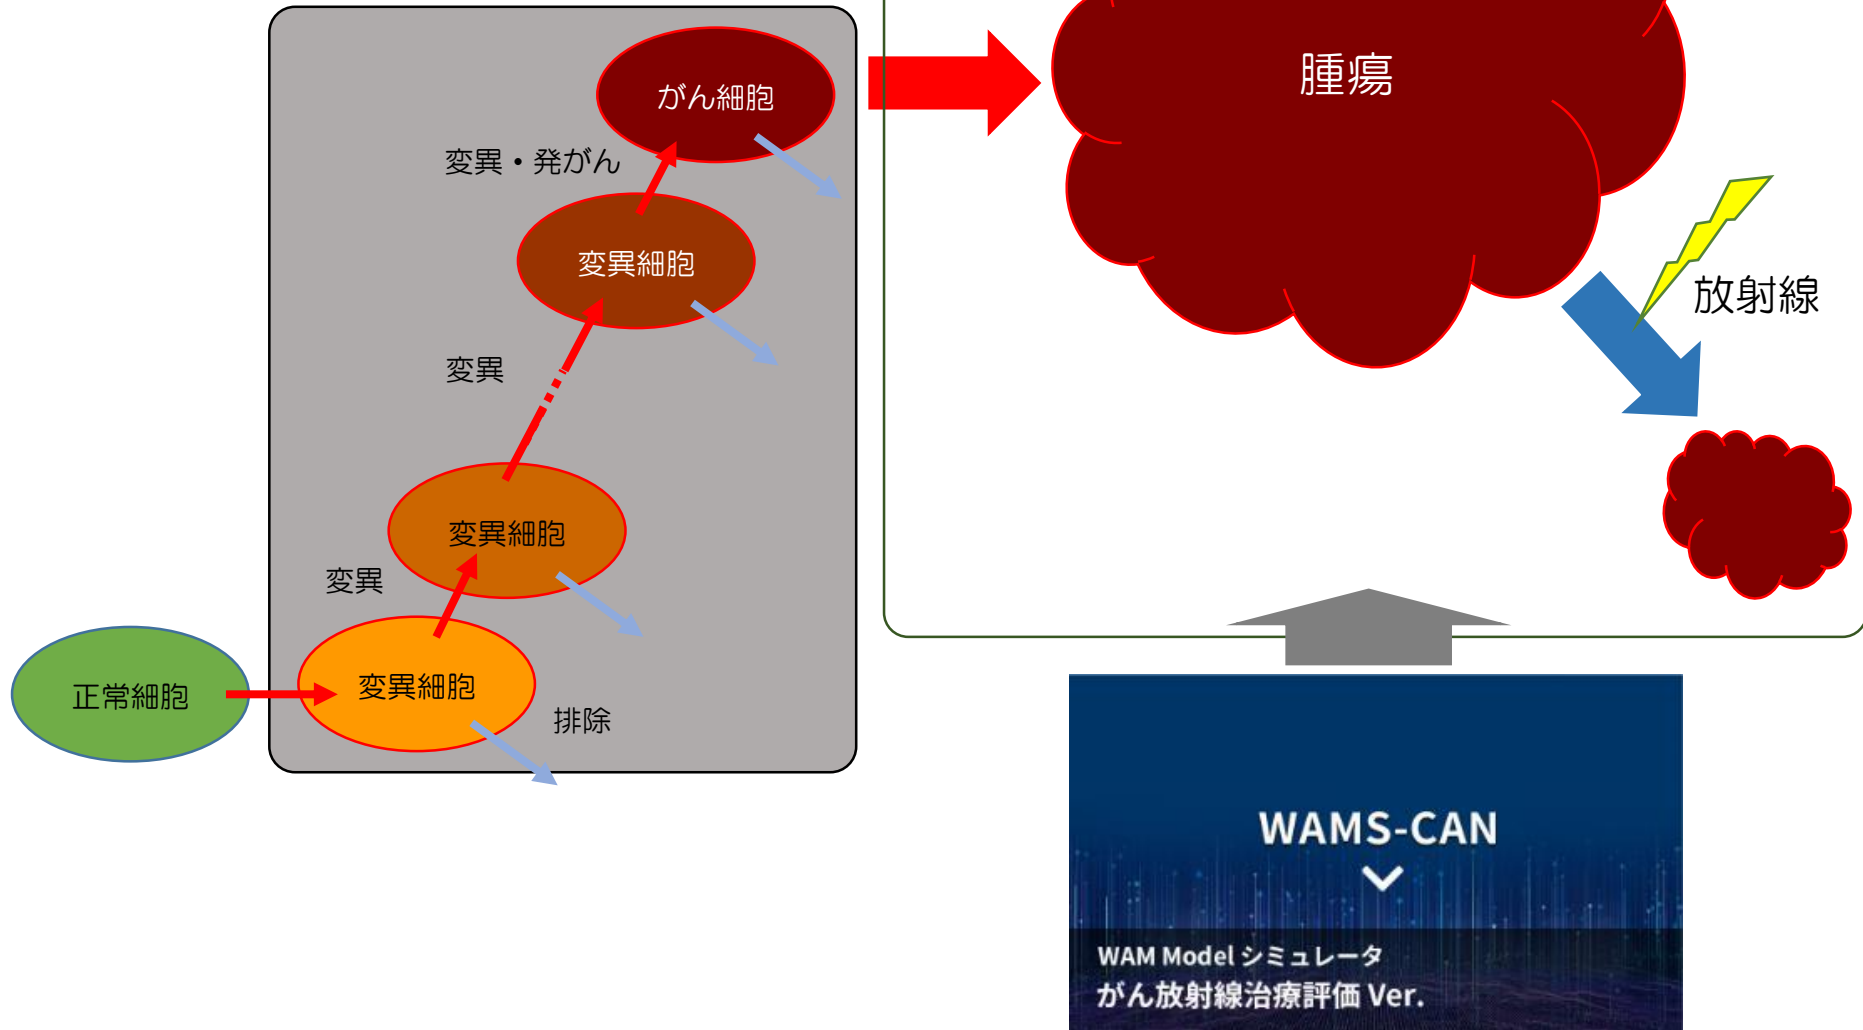 腫瘍
がん細胞
変異・発がん
変異細胞
放射線
変異
変異細胞
変異
変異細胞
正常細胞
排除
WAMS-CAN
WAM Model シミュレータ
がん放射線治療評価 Ver.